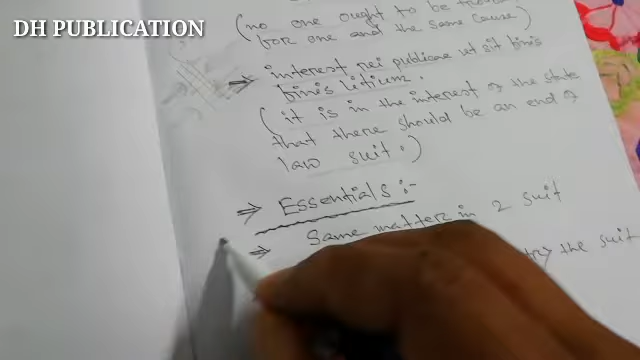 DH PUBLICATION
(no one ought to be
for one and the same cause)
⇒ interest rei publicae ut sit finis
finis litium.
(it is in the interest of the state
that there should be an end of
law suit.)
⇒ Essentials :-
⇒ Same matter in 2 suit
try the suit